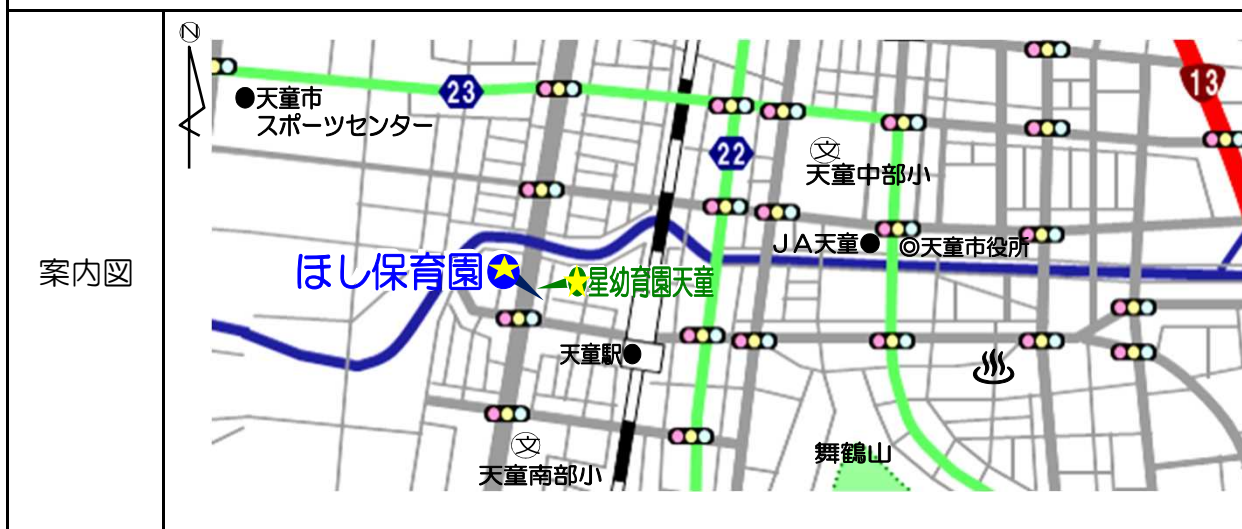 案内図
N
23
13
●天童市
スポーツセンター
22
文
天童中部小
JA天童●
◎天童市役所
ほし保育園
星幼育園天童
天童駅●
文
天童南部小
舞鶴山